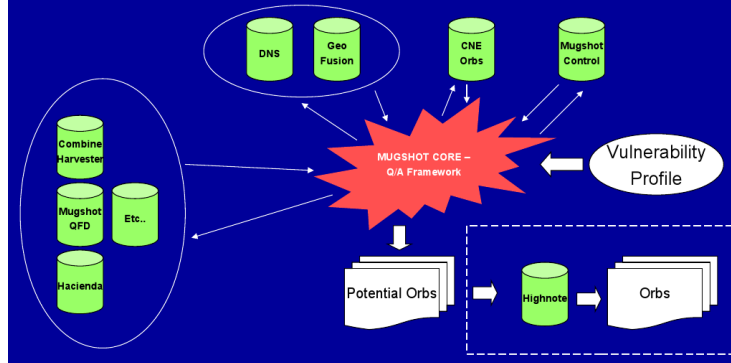 DNS
Geo
Fusion
CNE
Orbs
Mugshot
Control
Combine
Harvester
Mugshot
QFD
Etc..
Hacienda
MUGSHOT CORE –
Q/A Framework
Vulnerability
Profile
Potential Orbs
Highnote
Orbs